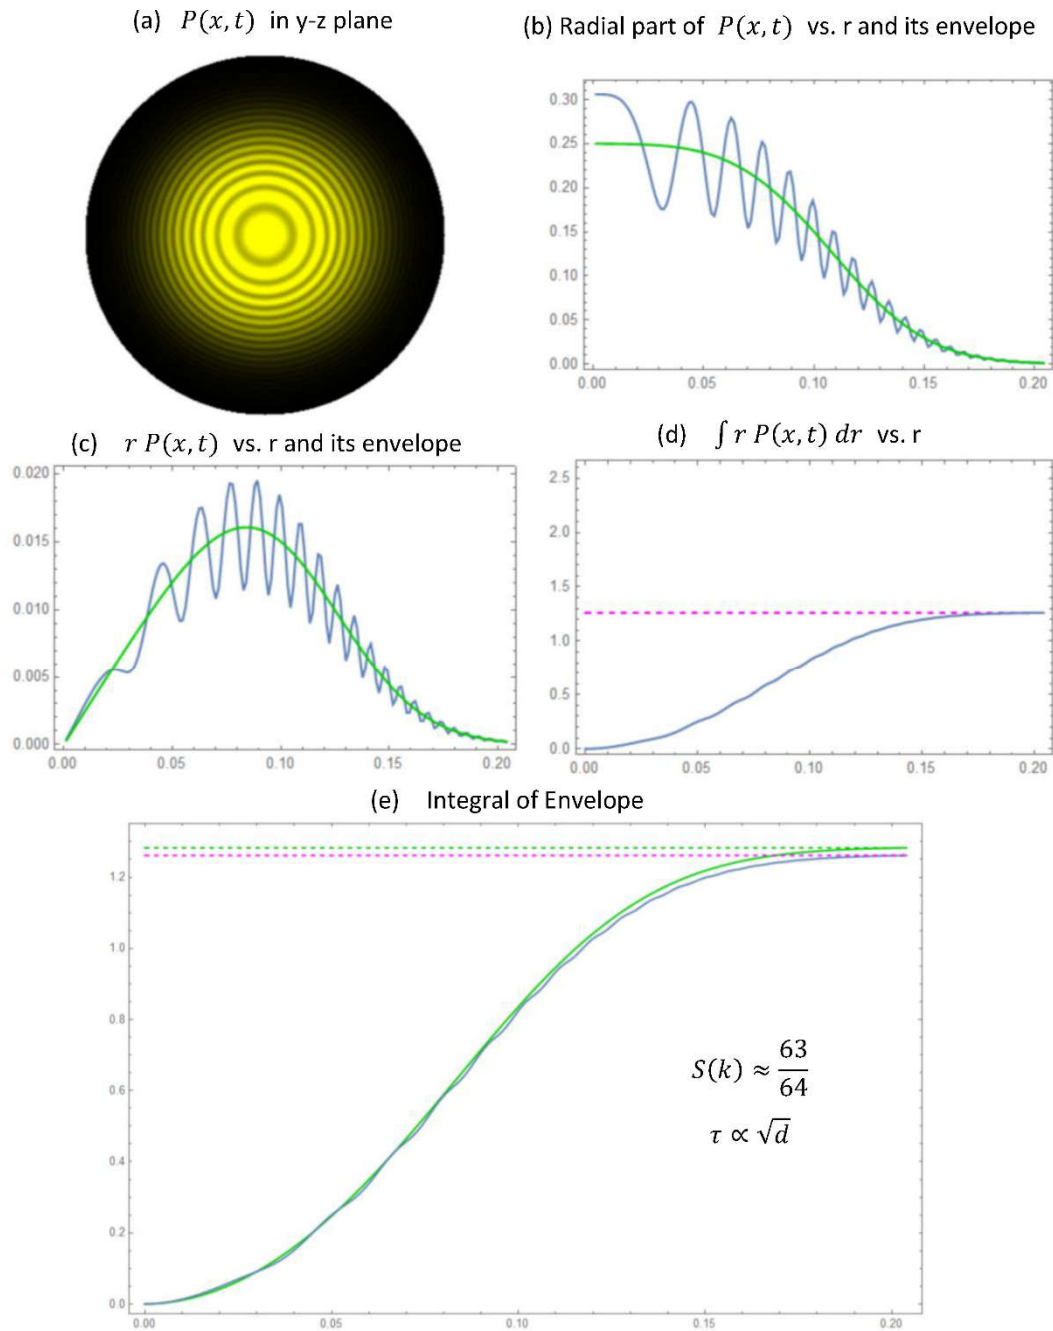 (a) P(x, t) in y-z plane
(b) Radial part of P(x, t) vs. r and its envelope
0.30
0.25
0.20
0.15
0.10
0.05
0.00
0.00 0.05 0.10 0.15 0.20
(c) r P(x, t) vs. r and its envelope
0.020
0.015
0.010
0.005
0.000
0.00 0.05 0.10 0.15 0.20
(d) ∫ r P(x, t) dr vs. r
2.5
2.0
1.5
1.0
0.5
0.0
0.00 0.05 0.10 0.15 0.20
(e) Integral of Envelope
1.2
1.0
0.8
0.6
0.4
0.2
0.0
0.00 0.05 0.10 0.15 0.20
S(k) ≈ 63/64
τ ∝ √d